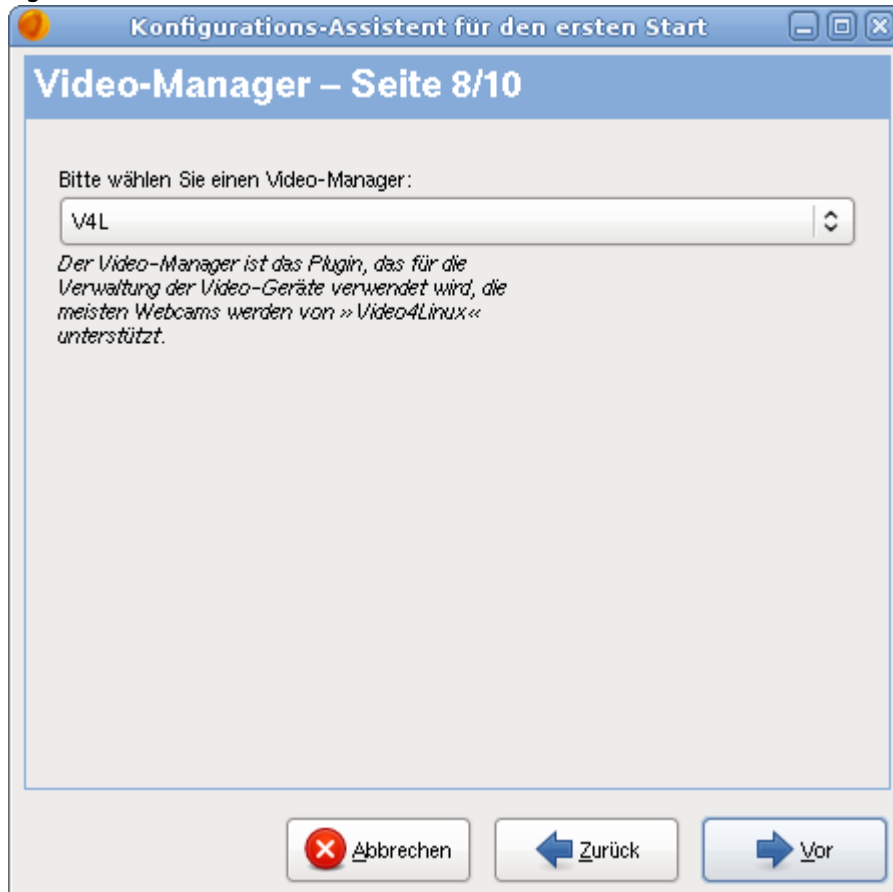 Konfigurations-Assistent für den ersten Start
Video-Manager – Seite 8/10
Bitte wählen Sie einen Video-Manager:
V4L
Der Video-Manager ist das Plugin, das für die
Verwaltung der Video-Geräte verwendet wird, die
meisten Webcams werden von »Video4Linux«
unterstützt.
Abbrechen
Zurück
Vor